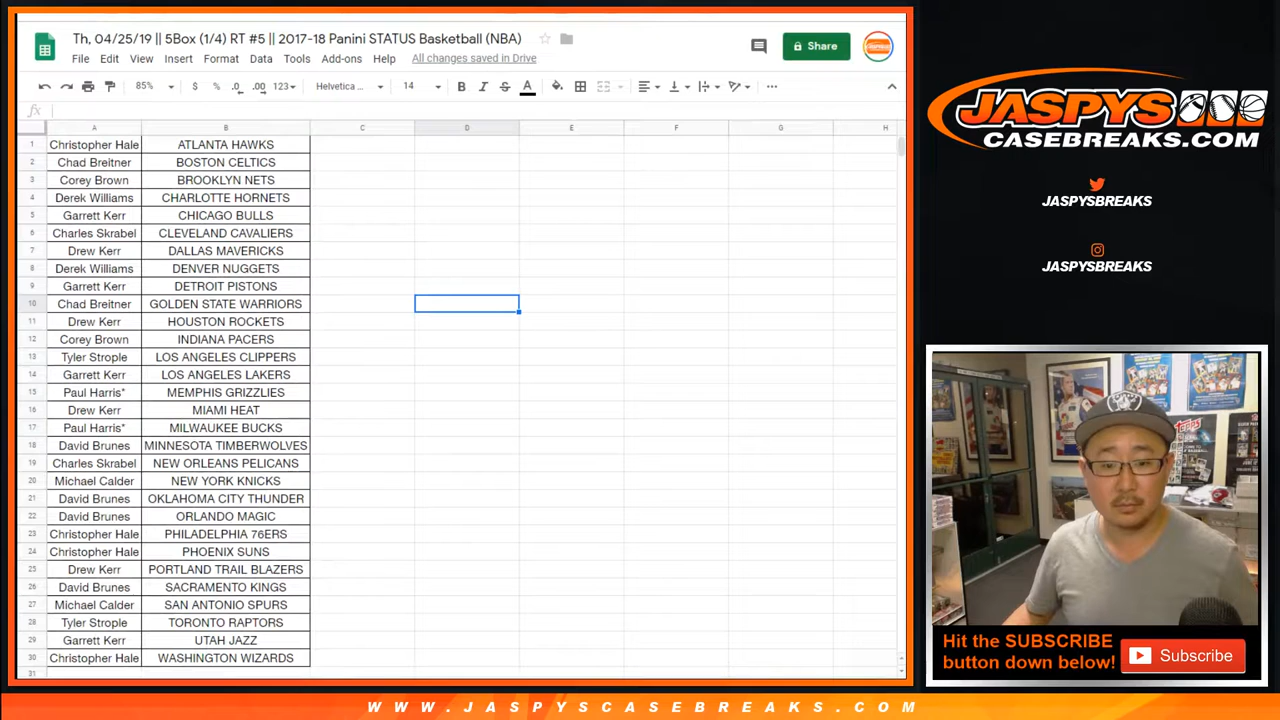 Th, 04/25/19 || 5Box (1/4) RT #5 || 2017-18 Panini STATUS Basketball (NBA)
File Edit View Insert Format Data Tools Add-ons Help All changes saved in Drive
Share
85% $ % .0 .00 123 Helvetica ... 14 B I S A
fx
A B C D E F G H
1 Christopher Hale ATLANTA HAWKS
2 Chad Breitner BOSTON CELTICS
3 Corey Brown BROOKLYN NETS
4 Derek Williams CHARLOTTE HORNETS
5 Garrett Kerr CHICAGO BULLS
6 Charles Skrabel CLEVELAND CAVALIERS
7 Drew Kerr DALLAS MAVERICKS
8 Derek Williams DENVER NUGGETS
9 Garrett Kerr DETROIT PISTONS
10 Chad Breitner GOLDEN STATE WARRIORS
11 Drew Kerr HOUSTON ROCKETS
12 Corey Brown INDIANA PACERS
13 Tyler Strople LOS ANGELES CLIPPERS
14 Garrett Kerr LOS ANGELES LAKERS
15 Paul Harris* MEMPHIS GRIZZLIES
16 Drew Kerr MIAMI HEAT
17 Paul Harris* MILWAUKEE BUCKS
18 David Brunes MINNESOTA TIMBERWOLVES
19 Charles Skrabel NEW ORLEANS PELICANS
20 Michael Calder NEW YORK KNICKS
21 David Brunes OKLAHOMA CITY THUNDER
22 David Brunes ORLANDO MAGIC
23 Christopher Hale PHILADELPHIA 76ERS
24 Christopher Hale PHOENIX SUNS
25 Drew Kerr PORTLAND TRAIL BLAZERS
26 David Brunes SACRAMENTO KINGS
27 Michael Calder SAN ANTONIO SPURS
28 Tyler Strople TORONTO RAPTORS
29 Garrett Kerr UTAH JAZZ
30 Christopher Hale WASHINGTON WIZARDS
31
JASPYS
CASEBREAKS.COM
JASPYSBREAKS
JASPYSBREAKS
topps
Hit the SUBSCRIBE
button down below!
Subscribe
WWW.JASPYSCASEBREAKS.COM